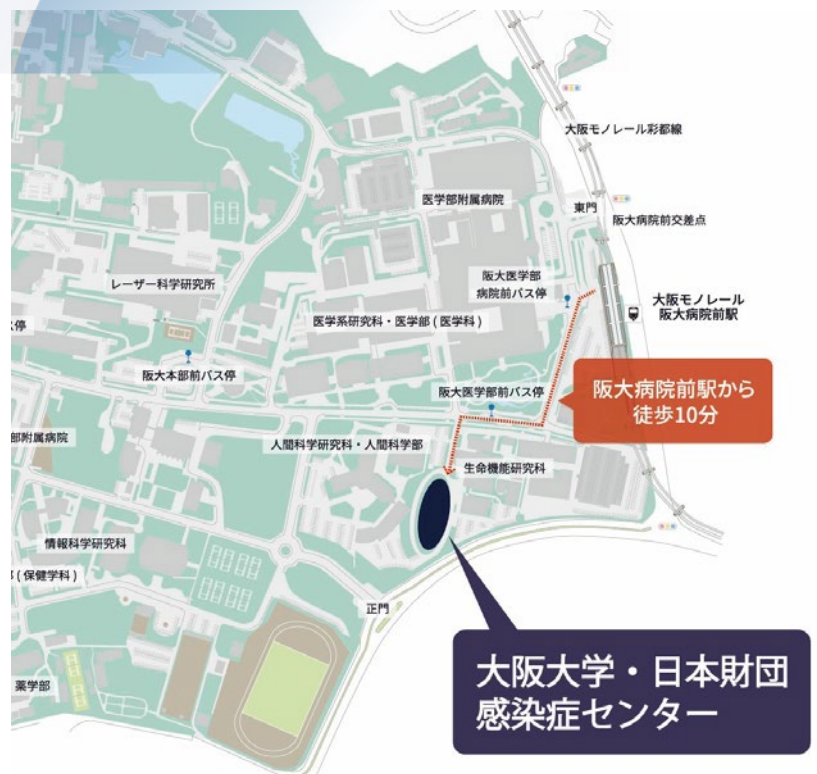 大阪モノレール彩都線
医学部附属病院
東門
阪大病院前交差点
阪大医学部
病院前バス停
レーザー科学研究所
大阪モノレール
阪大病院前駅
医学系研究科・医学部（医学科）
ス停
阪大本部前バス停
阪大医学部前バス停
阪大病院前駅から
徒歩10分
部附属病院
人間科学研究科・人間科学部
生命機能研究科
情報科学研究科
部(保健学科)
正門
薬学部
大阪大学・日本財団
感染症センター